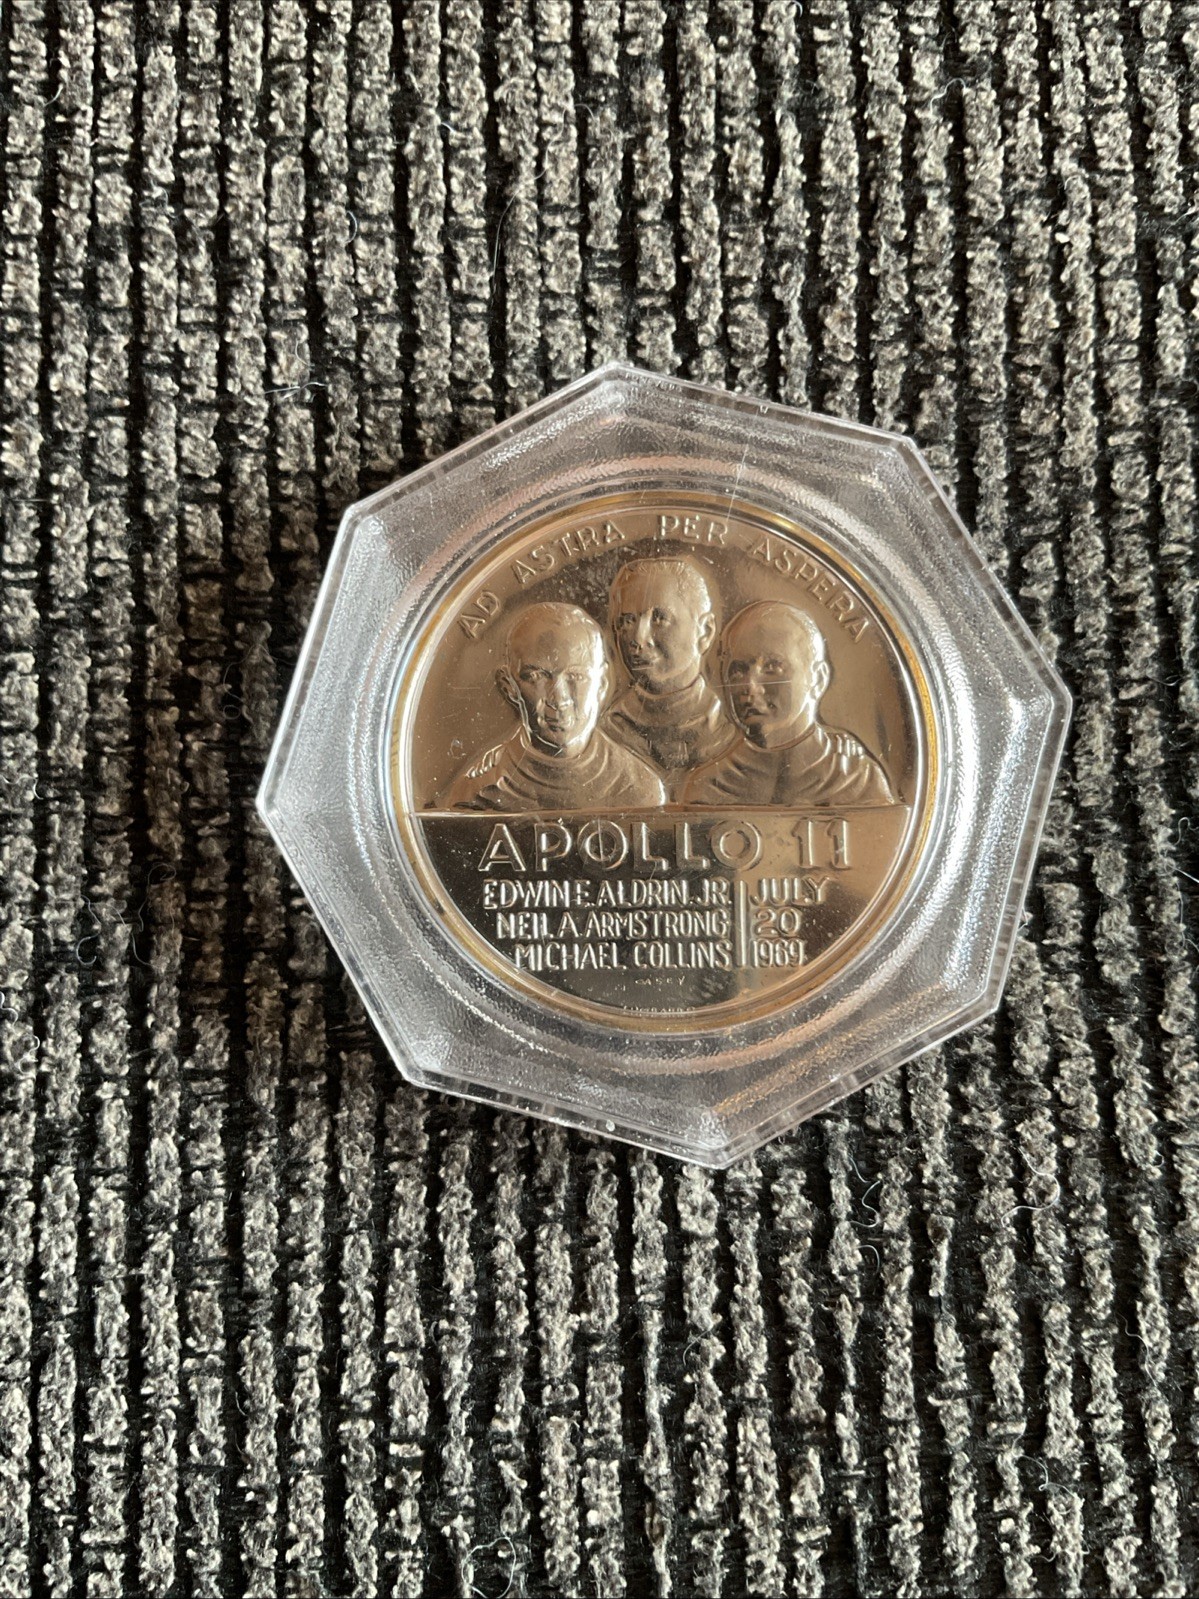 AD ASTRA PER ASPERA
APOLLO 11
EDWIN E. ALDRIN, JR.
NEIL A. ARMSTRONG
MICHAEL COLLINS
JULY
20
1969